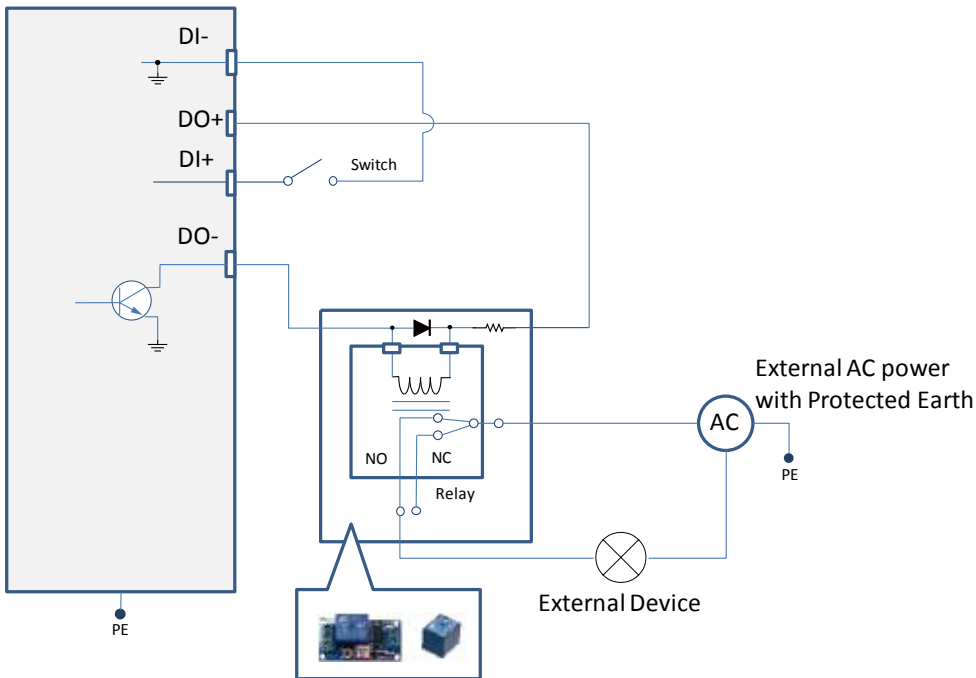 DI-
DO+
DI+
Switch
DO-
External AC power
with Protected Earth
AC
PE
NO
NC
Relay
External Device
PE